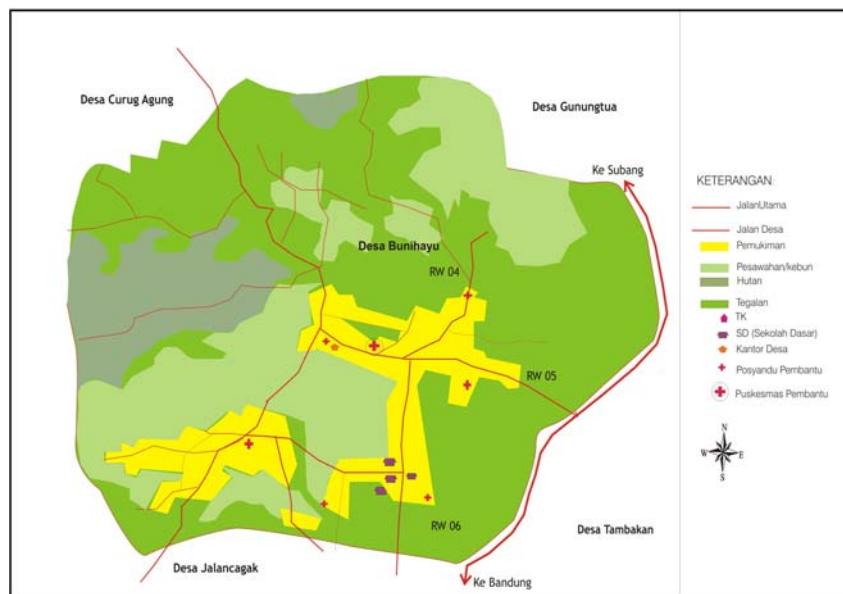 Desa Curug Agung
Desa Gunungtua
Ke Subang
Desa Bunihayu
RW 04
RW 05
RW 06
Desa Tambakan
Desa Jalancagak
Ke Bandung
KETERANGAN:
JalanUtama
Jalan Desa
Pemukiman
Pesawahan/kebun
Hutan
Tegalan
TK
SD (Sekolah Dasar)
Kantor Desa
Posyandu Pembantu
Puskesmas Pembantu
N
W E
S